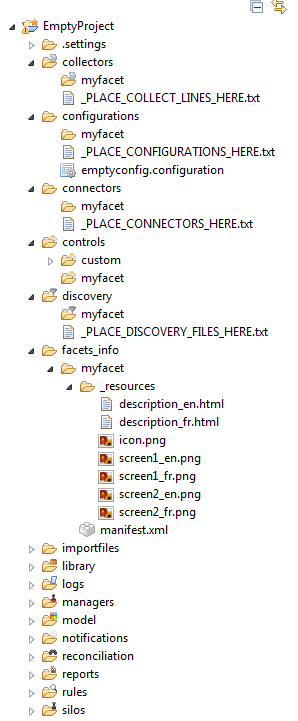 EmptyProject
.settings
collectors
myfacet
_PLACE_COLLECT_LINES_HERE.txt
configurations
myfacet
_PLACE_CONFIGURATIONS_HERE.txt
emptyconfig.configuration
connectors
myfacet
_PLACE_CONNECTORS_HERE.txt
controls
custom
myfacet
discovery
myfacet
_PLACE_DISCOVERY_FILES_HERE.txt
facets_info
myfacet
_resources
description_en.html
description_fr.html
icon.png
screen1_en.png
screen1_fr.png
screen2_en.png
screen2_fr.png
manifest.xml
importfiles
library
logs
managers
model
notifications
reconciliation
reports
rules
silos